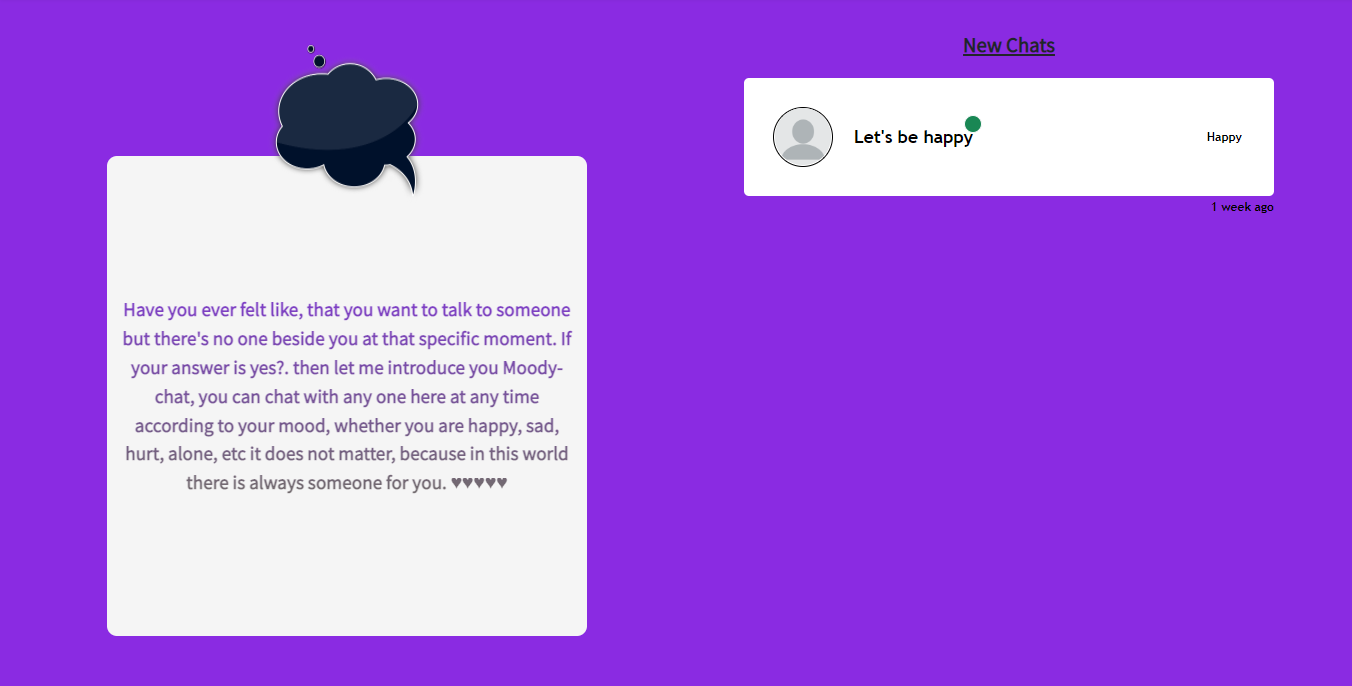 New Chats
Let's be happy
Happy
1 week ago
Have you ever felt like, that you want to talk to someone
but there's no one beside you at that specific moment. If
your answer is yes?. then let me introduce you Moody-
chat, you can chat with any one here at any time
according to your mood, whether you are happy, sad,
hurt, alone, etc it does not matter, because in this world
there is always someone for you. ♥♥♥♥♥